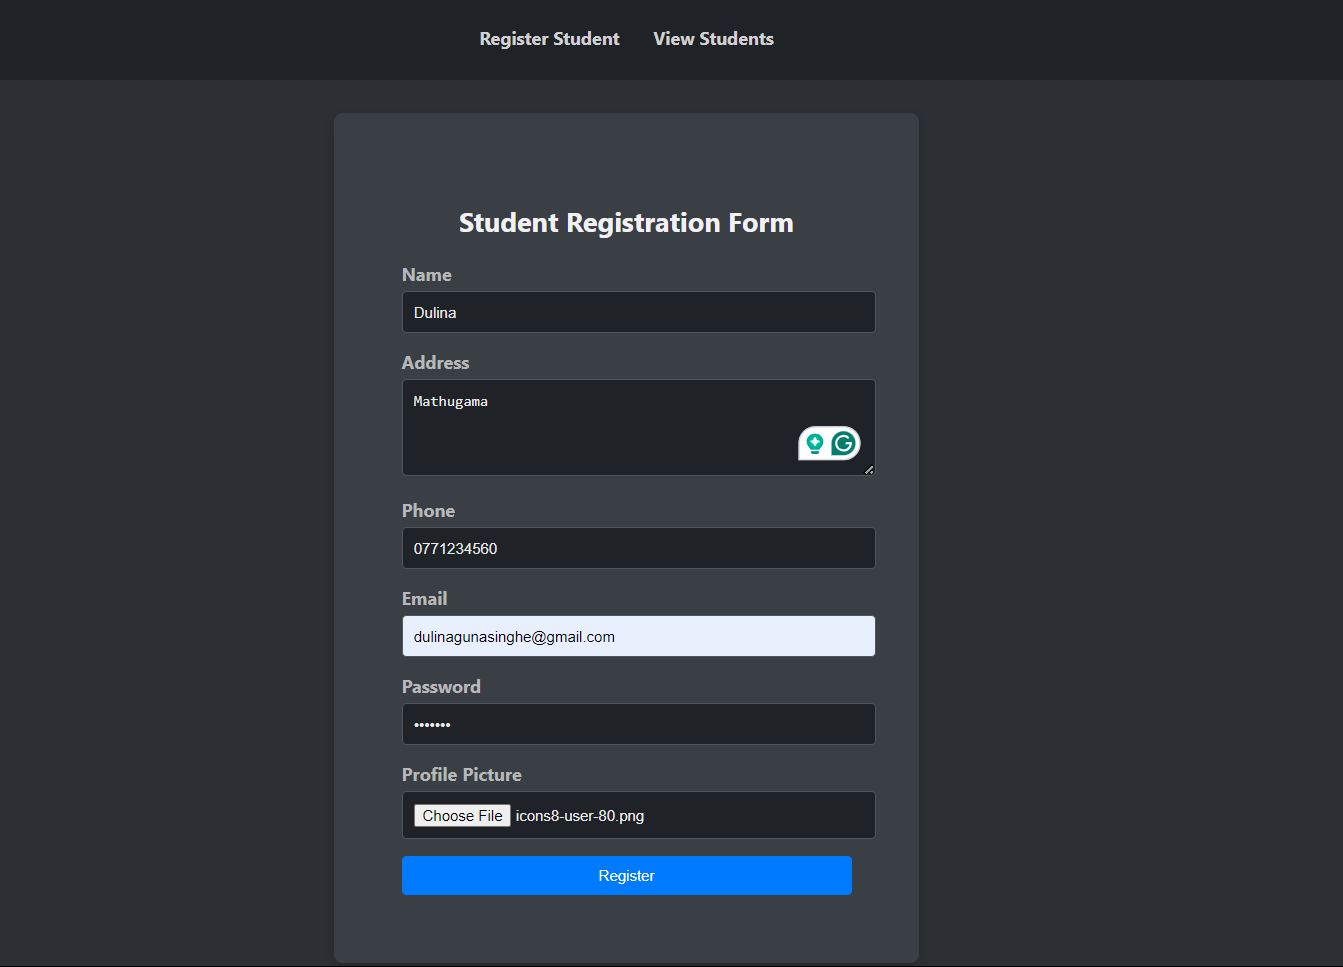 Register Student View Students
Student Registration Form
Name
Dulina
Address
Mathugama
Phone
0771234560
Email
dulinagunasinghe@gmail.com
Password
•••••••
Profile Picture
Choose File icons8-user-80.png
Register